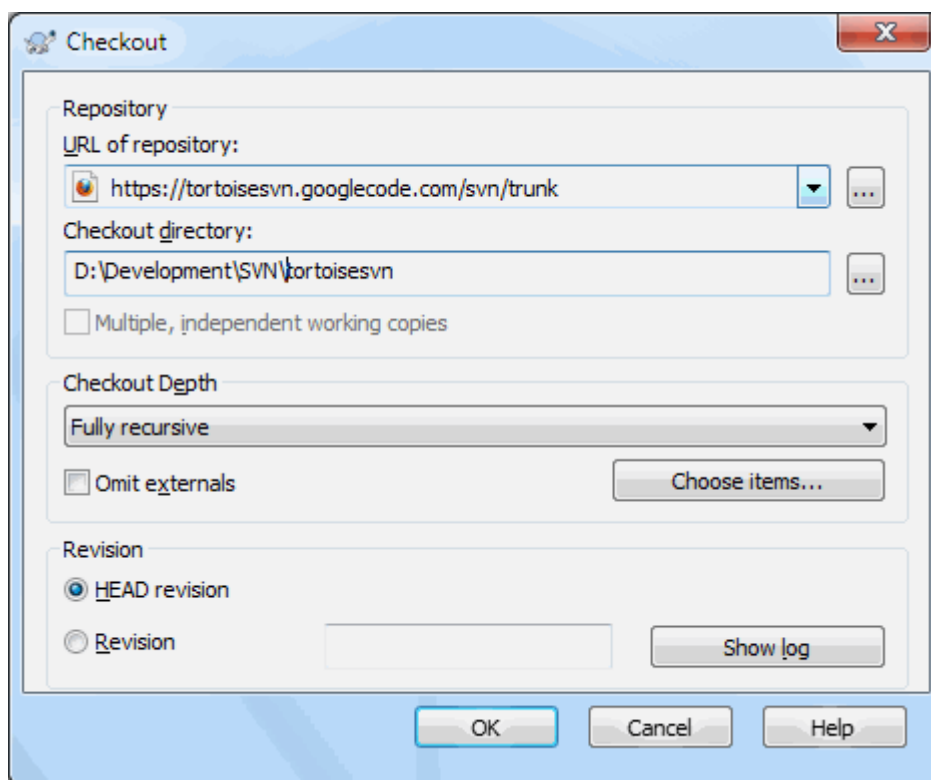 Checkout
Repository
URL of repository:
https://tortoisesvn.googlecode.com/svn/trunk
...
Checkout directory:
D:\Development\SVN\tortoisesvn
...
Multiple, independent working copies
Checkout Depth
Fully recursive
Omit externals
Choose items...
Revision
HEAD revision
Revision
Show log
OK
Cancel
Help